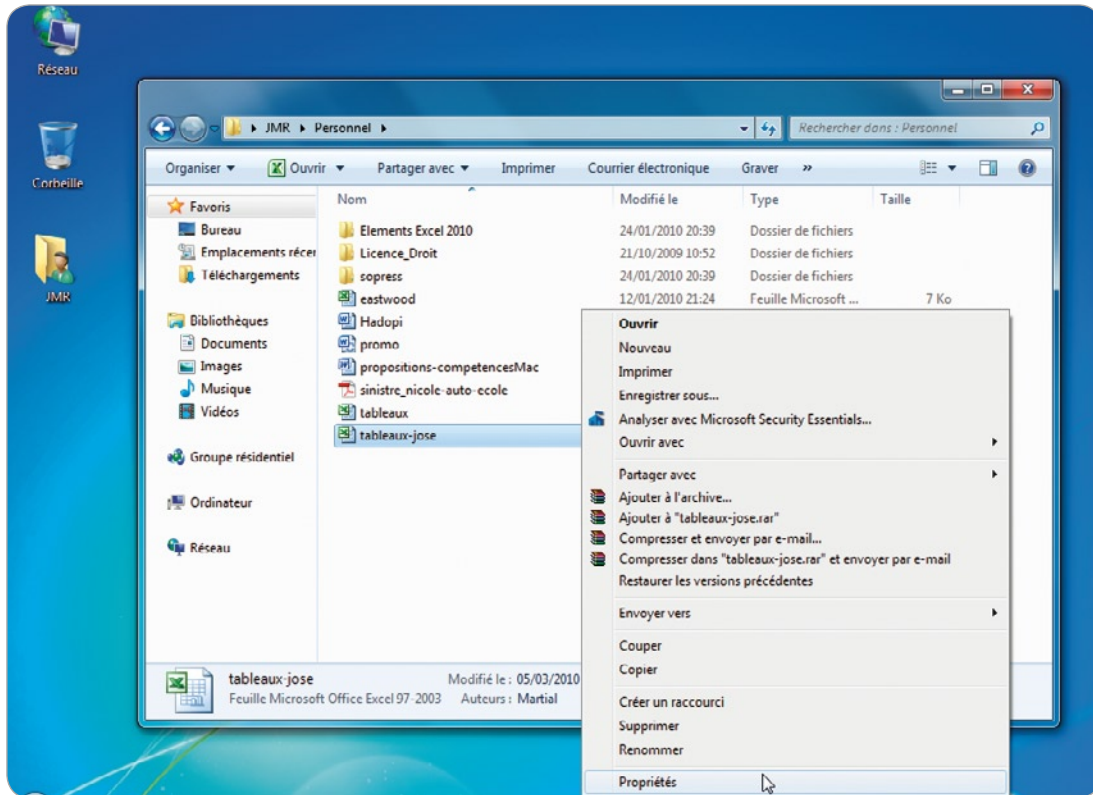 Réseau
Corbeille
JMR
JMR ▸ Personnel ▸
Rechercher dans : Personnel
Organiser Ouvrir Partager avec Imprimer Courrier électronique Graver »
Nom Modifié le Type Taille
Favoris
Bureau
Emplacements récer
Téléchargements
Bibliothèques
Documents
Images
Musique
Vidéos
Groupe résidentiel
Ordinateur
Réseau
Elements Excel 2010 24/01/2010 20:39 Dossier de fichiers
Licence_Droit 21/10/2009 10:52 Dossier de fichiers
sopress 24/01/2010 20:39 Dossier de fichiers
eastwood 12/01/2010 21:24 Feuille Microsoft ... 7 Ko
Hadopi
promo
propositions-competencesMac
sinistre_nicole-auto-ecole
tableaux
tableaux-jose
Ouvrir
Nouveau
Imprimer
Enregistrer sous...
Analyser avec Microsoft Security Essentials...
Ouvrir avec
Partager avec
Ajouter à l'archive...
Ajouter à "tableaux-jose.rar"
Compresser et envoyer par e-mail...
Compresser dans "tableaux-jose.rar" et envoyer par e-mail
Restaurer les versions précédentes
Envoyer vers
Couper
Copier
Créer un raccourci
Supprimer
Renommer
Propriétés
tableaux-jose Modifié le : 05/03/2010
Feuille Microsoft Office Excel 97-2003 Auteurs : Martial